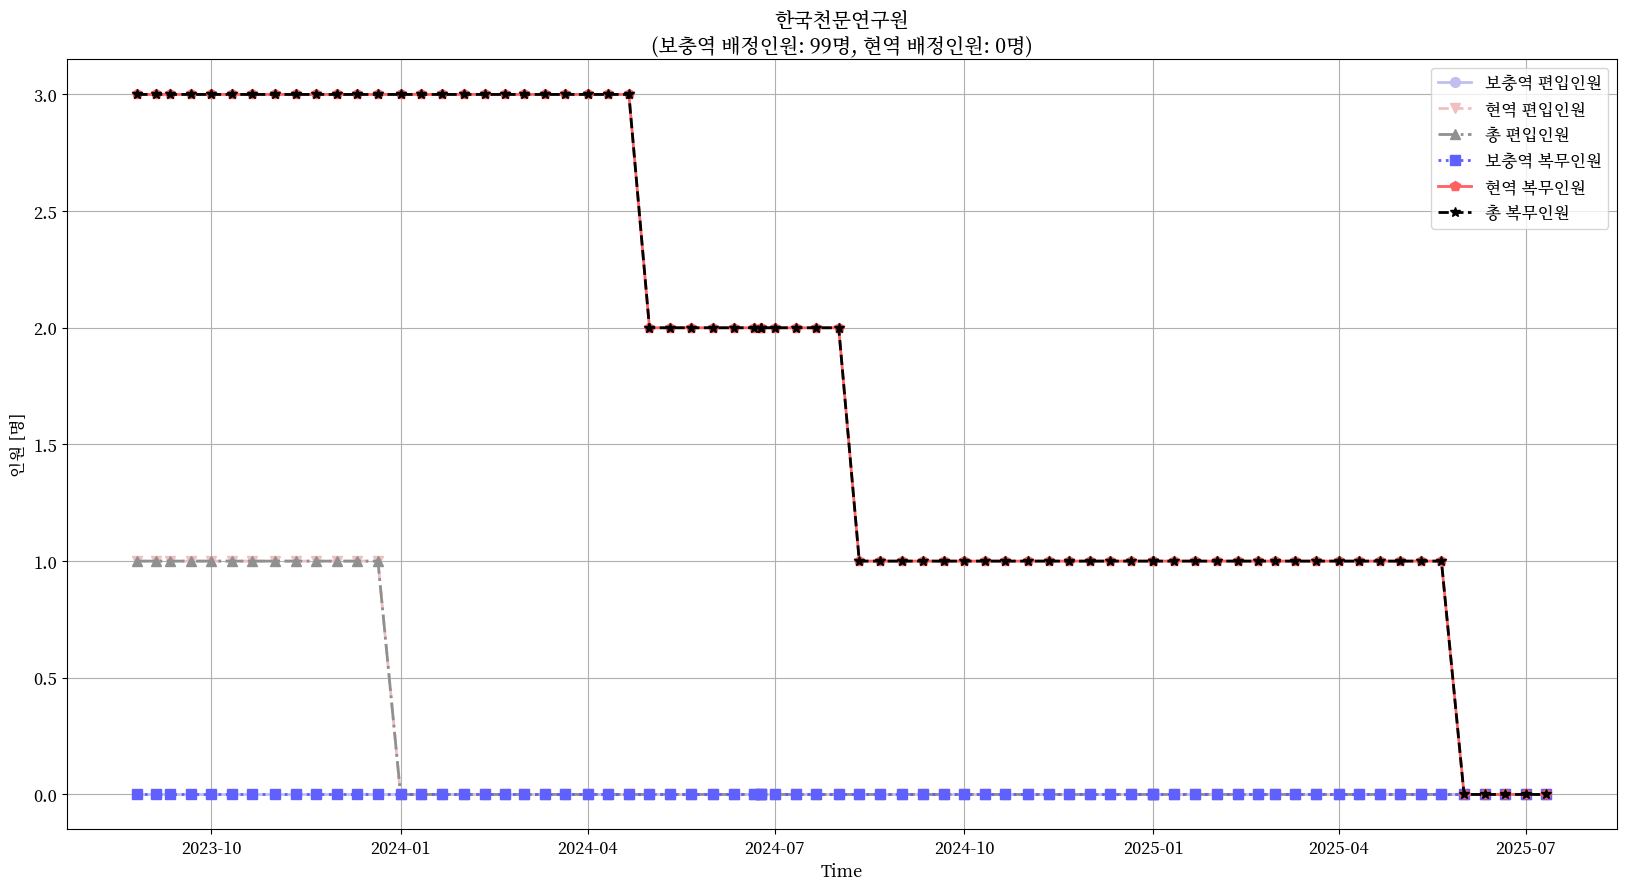 한국천문연구원
(보충역 배정인원: 99명, 현역 배정인원: 0명)
보충역 편입인원
현역 편입인원
총 편입인원
보충역 복무인원
현역 복무인원
총 복무인원
인원 [명]
3.0
2.5
2.0
1.5
1.0
0.5
0.0
2023-10
2024-01
2024-04
2024-07
2024-10
2025-01
2025-04
2025-07
Time